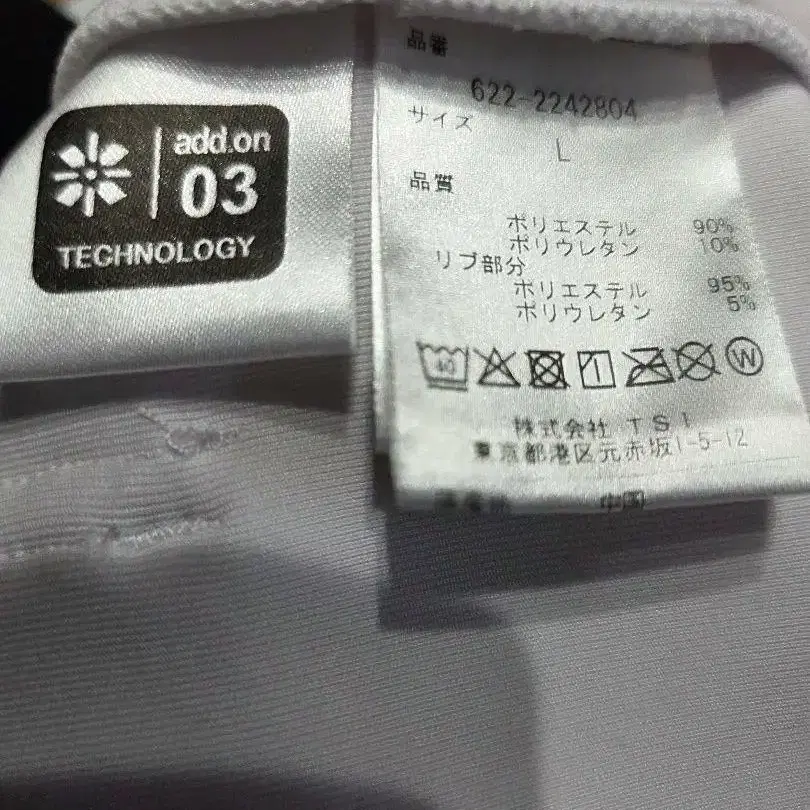 add.on
03
TECHNOLOGY
品番
622-2242804
サイズ
L
品質
ポリエステル 90%
ポリウレタン 10%
リブ部分
ポリエステル 95%
ポリウレタン 5%
40
W
株式会社 TSI
東京都港区元赤坂1-5-12
中国